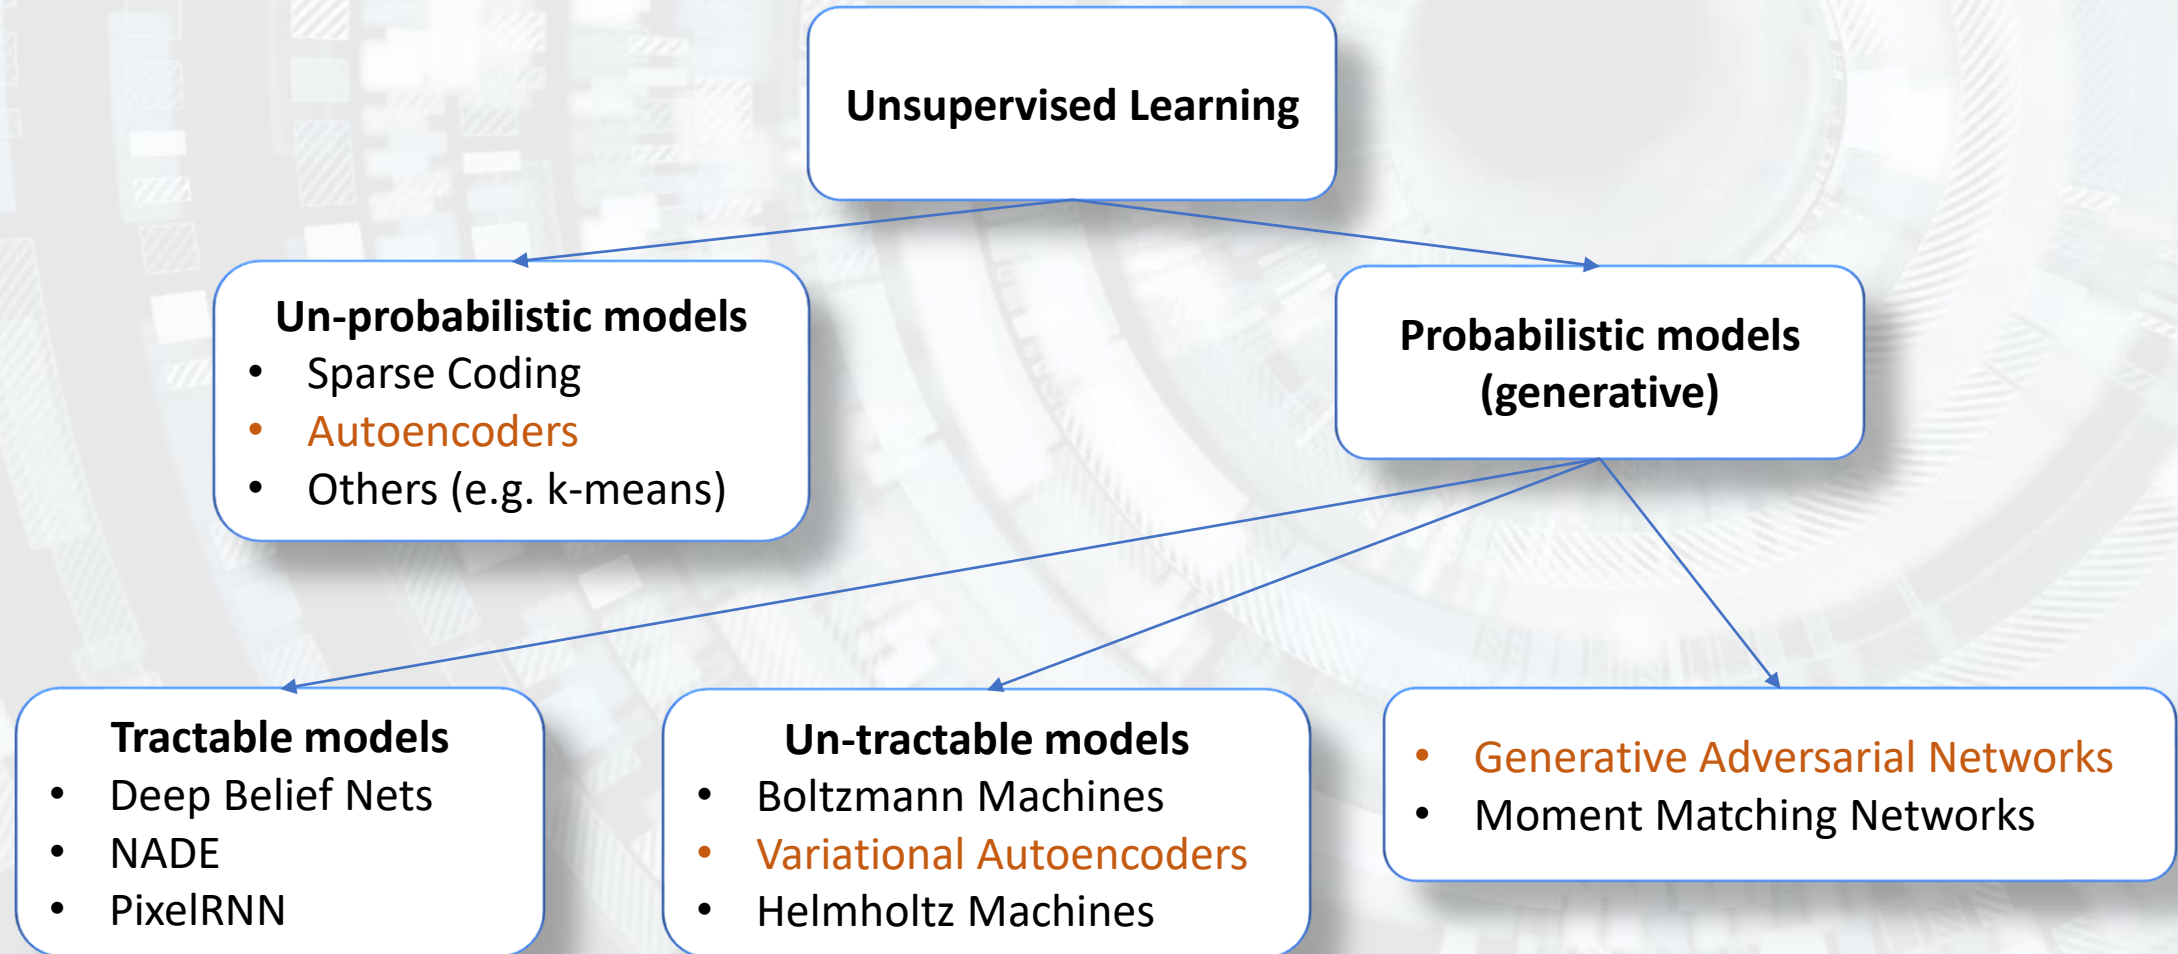 Unsupervised Learning
Un-probabilistic models
• Sparse Coding
• Autoencoders
• Others (e.g. k-means)
Probabilistic models
(generative)
Tractable models
• Deep Belief Nets
• NADE
• PixelRNN
Un-tractable models
• Boltzmann Machines
• Variational Autoencoders
• Helmholtz Machines
• Generative Adversarial Networks
• Moment Matching Networks